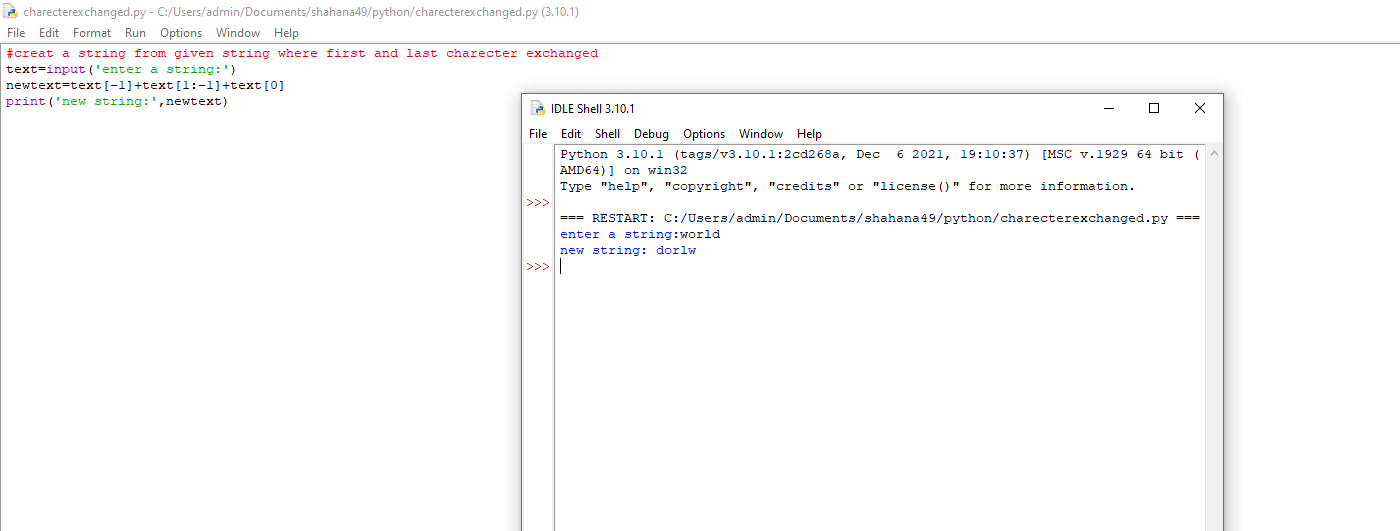 charecterexchanged.py - C:/Users/admin/Documents/shahana49/python/charecterexchanged.py (3.10.1)
File Edit Format Run Options Window Help
#creat a string from given string where first and last charecter exchanged
text=input('enter a string:')
newtext=text[-1]+text[1:-1]+text[0]
print('new string:',newtext)
IDLE Shell 3.10.1
File Edit Shell Debug Options Window Help
Python 3.10.1 (tags/v3.10.1:2cd268a, Dec  6 2021, 19:10:37) [MSC v.1929 64 bit (
AMD64)] on win32
Type "help", "copyright", "credits" or "license()" for more information.
>>>
=== RESTART: C:/Users/admin/Documents/shahana49/python/charecterexchanged.py ===
enter a string:world
new string: dorlw
>>>